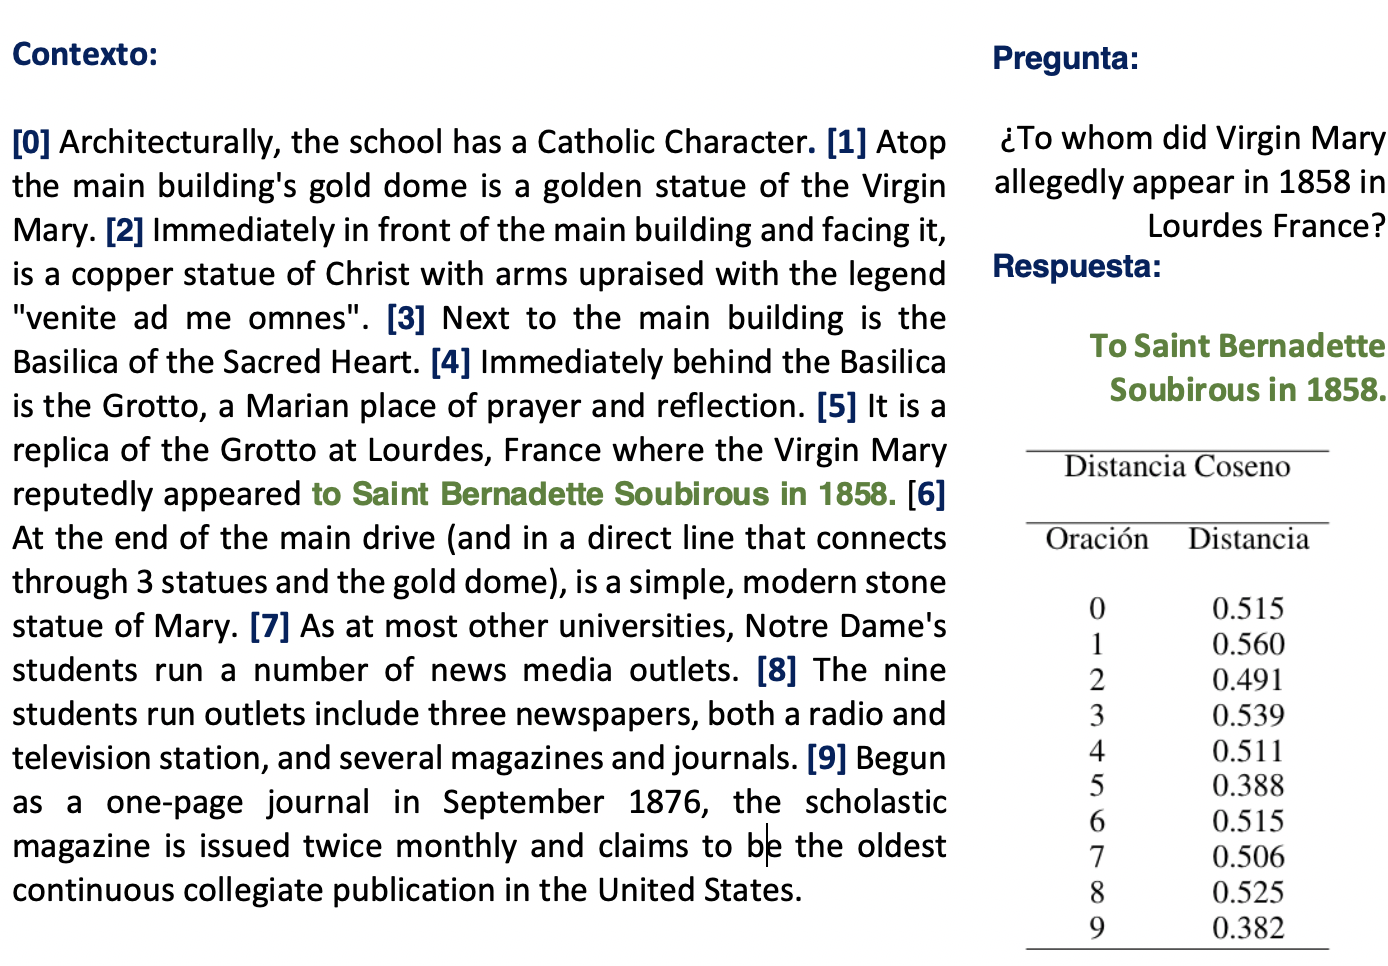 Contexto:
[0] Architecturally, the school has a Catholic Character. [1] Atop
the main building's gold dome is a golden statue of the Virgin
Mary. [2] Immediately in front of the main building and facing it,
is a copper statue of Christ with arms upraised with the legend
"venite ad me omnes". [3] Next to the main building is the
Basilica of the Sacred Heart. [4] Immediately behind the Basilica
is the Grotto, a Marian place of prayer and reflection. [5] It is a
replica of the Grotto at Lourdes, France where the Virgin Mary
reputedly appeared to Saint Bernadette Soubirous in 1858. [6]
At the end of the main drive (and in a direct line that connects
through 3 statues and the gold dome), is a simple, modern stone
statue of Mary. [7] As at most other universities, Notre Dame's
students run a number of news media outlets. [8] The nine
students run outlets include three newspapers, both a radio and
television station, and several magazines and journals. [9] Begun
as a one-page journal in September 1876, the scholastic
magazine is issued twice monthly and claims to be the oldest
continuous collegiate publication in the United States.
Pregunta:
¿To whom did Virgin Mary
allegedly appear in 1858 in
Lourdes France?
Respuesta:
To Saint Bernadette
Soubirous in 1858.
Distancia Coseno
Oración Distancia
0 0.515
1 0.560
2 0.491
3 0.539
4 0.511
5 0.388
6 0.515
7 0.506
8 0.525
9 0.382